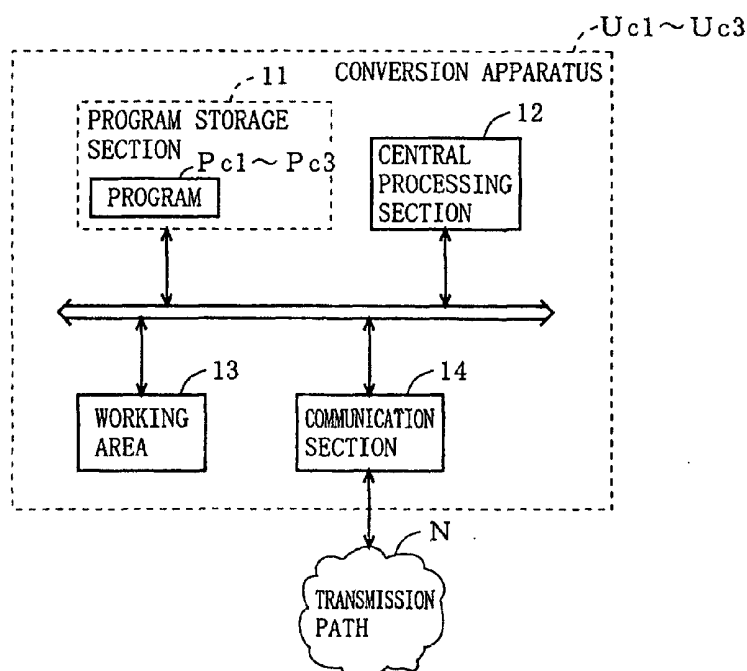 Uc1~Uc3
CONVERSION APPARATUS
11
PROGRAM STORAGE
SECTION
Pc1~Pc3
PROGRAM
12
CENTRAL
PROCESSING
SECTION
13
WORKING
AREA
14
COMMUNICATION
SECTION
N
TRANSMISSION
PATH